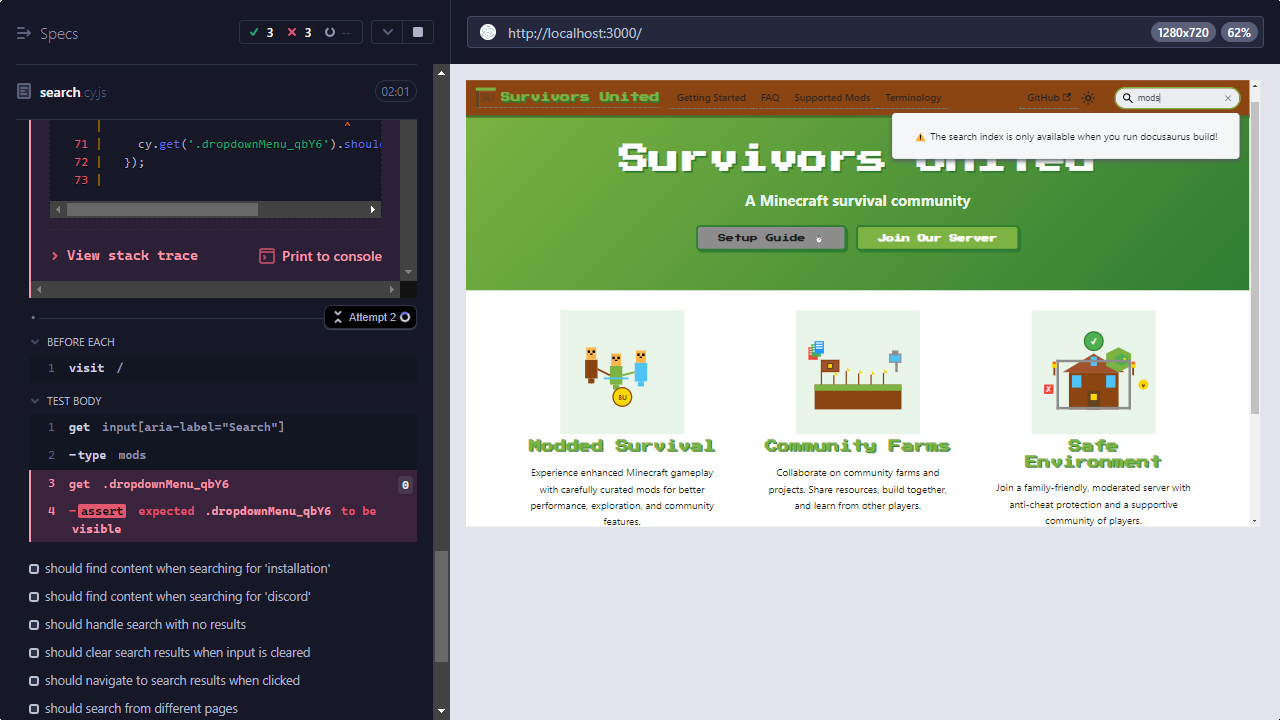 Specs
3
3
--
search.cy.js
02:01
^
71 | cy.get('.dropdownMenu_qbY6').shoul
72 | });
73 |
View stack trace
Print to console
Attempt 2
BEFORE EACH
1 visit /
TEST BODY
1 get input[aria-label="Search"]
2 -type mods
3 get .dropdownMenu_qbY6 0
4 -assert expected .dropdownMenu_qbY6 to be
visible
should find content when searching for 'installation'
should find content when searching for 'discord'
should handle search with no results
should clear search results when input is cleared
should navigate to search results when clicked
should search from different pages
http://localhost:3000/
1280x720
62%
Survivors United
Getting Started
FAQ
Supported Mods
Terminology
GitHub
mods
The search index is only available when you run docusaurus build!
Survivors United
A Minecraft survival community
Setup Guide
Join Our Server
SU
Modded Survival
Experience enhanced Minecraft gameplay
with carefully curated mods for better
performance, exploration, and community
features.
Community Farms
Collaborate on community farms and
projects. Share resources, build together,
and learn from other players.
Safe
Environment
Join a family-friendly, moderated server with
anti-cheat protection and a supportive
community of players.